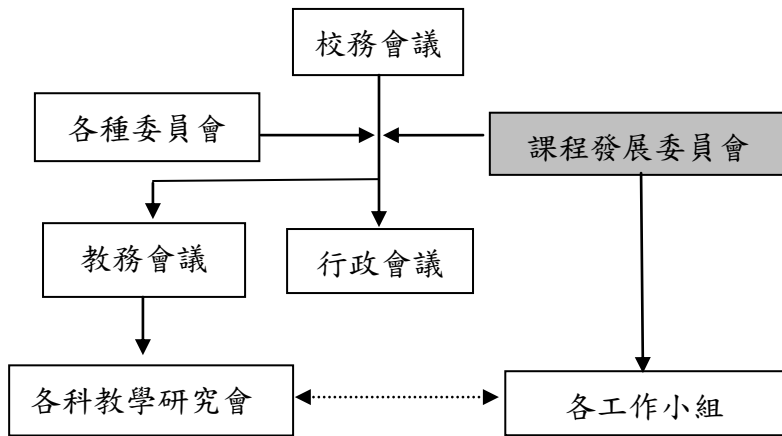 校務會議
各種委員會
課程發展委員會
教務會議
行政會議
各科教學研究會
各工作小組